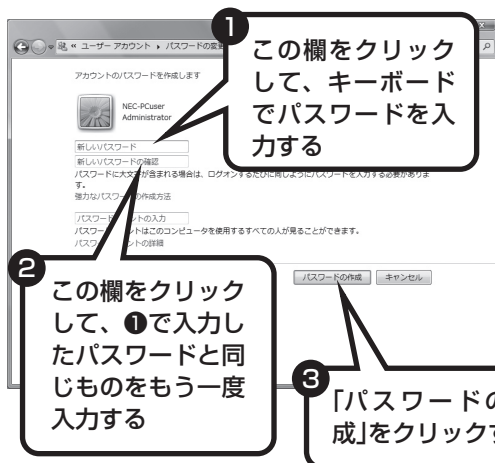 ユーザー アカウント ▸ パスワードの変更
アカウントのパスワードを作成します
NEC-PCuser
Administrator
新しいパスワード
新しいパスワードの確認
パスワードに大文字が含まれる場合は、ログオンするたびに同じようにパスワードを入力する必要がありま
す。
強力なパスワードの作成方法
パスワード ヒントの入力
パスワード ヒントはこのコンピュータを使用するすべての人が見ることができます。
パスワード ヒントの詳細
パスワードの作成
キャンセル
❶
この欄をクリック
して、キーボード
でパスワードを入
力する
❷
この欄をクリック
して、❶で入力し
たパスワードと同
じものをもう一度
入力する
❸
「パスワードの
成」をクリックす